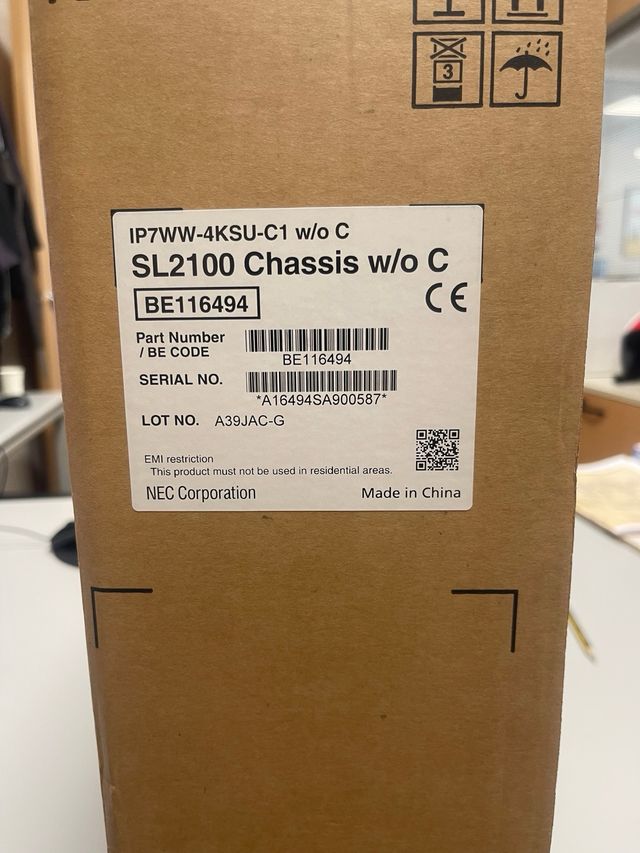 3
IP7WW-4KSU-C1 w/o C
SL2100 Chassis w/o C
BE116494
CE
Part Number
/ BE CODE
BE116494
SERIAL NO.
*A16494SA900587*
LOT NO. A39JAC-G
EMI restriction
This product must not be used in residential areas.
NEC Corporation
Made in China